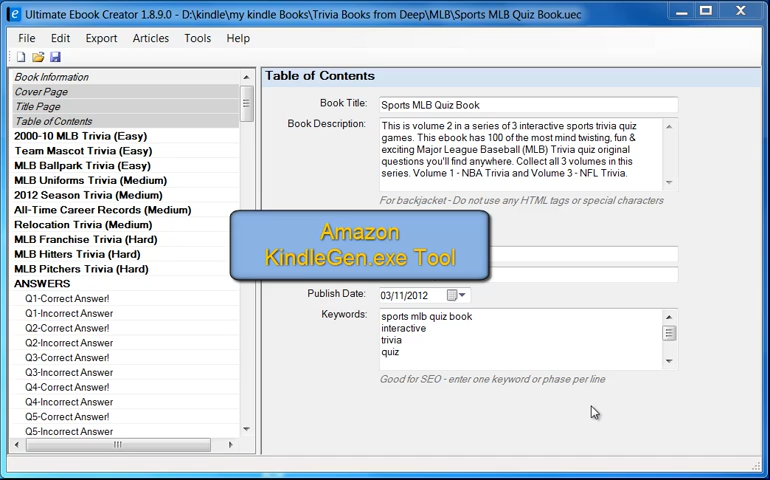 Ultimate Ebook Creator 1.8.9.0 - D:\kindle\my kindle Books\Trivia Books from Deep\MLB\Sports MLB Quiz Book.uec
File Edit Export Articles Tools Help
Book Information
Cover Page
Title Page
Table of Contents
2000-10 MLB Trivia (Easy)
Team Mascot Trivia (Easy)
MLB Ballpark Trivia (Easy)
MLB Uniforms Trivia (Medium)
2012 Season Trivia (Medium)
All-Time Career Records (Medium)
Relocation Trivia (Medium)
MLB Franchise Trivia (Hard)
MLB Hitters Trivia (Hard)
MLB Pitchers Trivia (Hard)
ANSWERS
Q1-Correct Answer!
Q1-Incorrect Answer
Q2-Correct Answer!
Q2-Incorrect Answer
Q3-Correct Answer!
Q3-Incorrect Answer
Q4-Correct Answer!
Q4-Incorrect Answer
Q5-Correct Answer!
Q5-Incorrect Answer
Table of Contents
Book Title: Sports MLB Quiz Book
Book Description: This is volume 2 in a series of 3 interactive sports trivia quiz
games. This ebook has 100 of the most mind twisting, fun &
exciting Major League Baseball (MLB) Trivia quiz original
questions you'll find anywhere. Collect all 3 volumes in this
series. Volume 1 - NBA Trivia and Volume 3 - NFL Trivia.
For backjacket - Do not use any HTML tags or special characters
Amazon
KindleGen.exe Tool
Publish Date: 03/11/2012
Keywords: sports mlb quiz book
interactive
trivia
quiz
Good for SEO - enter one keyword or phase per line